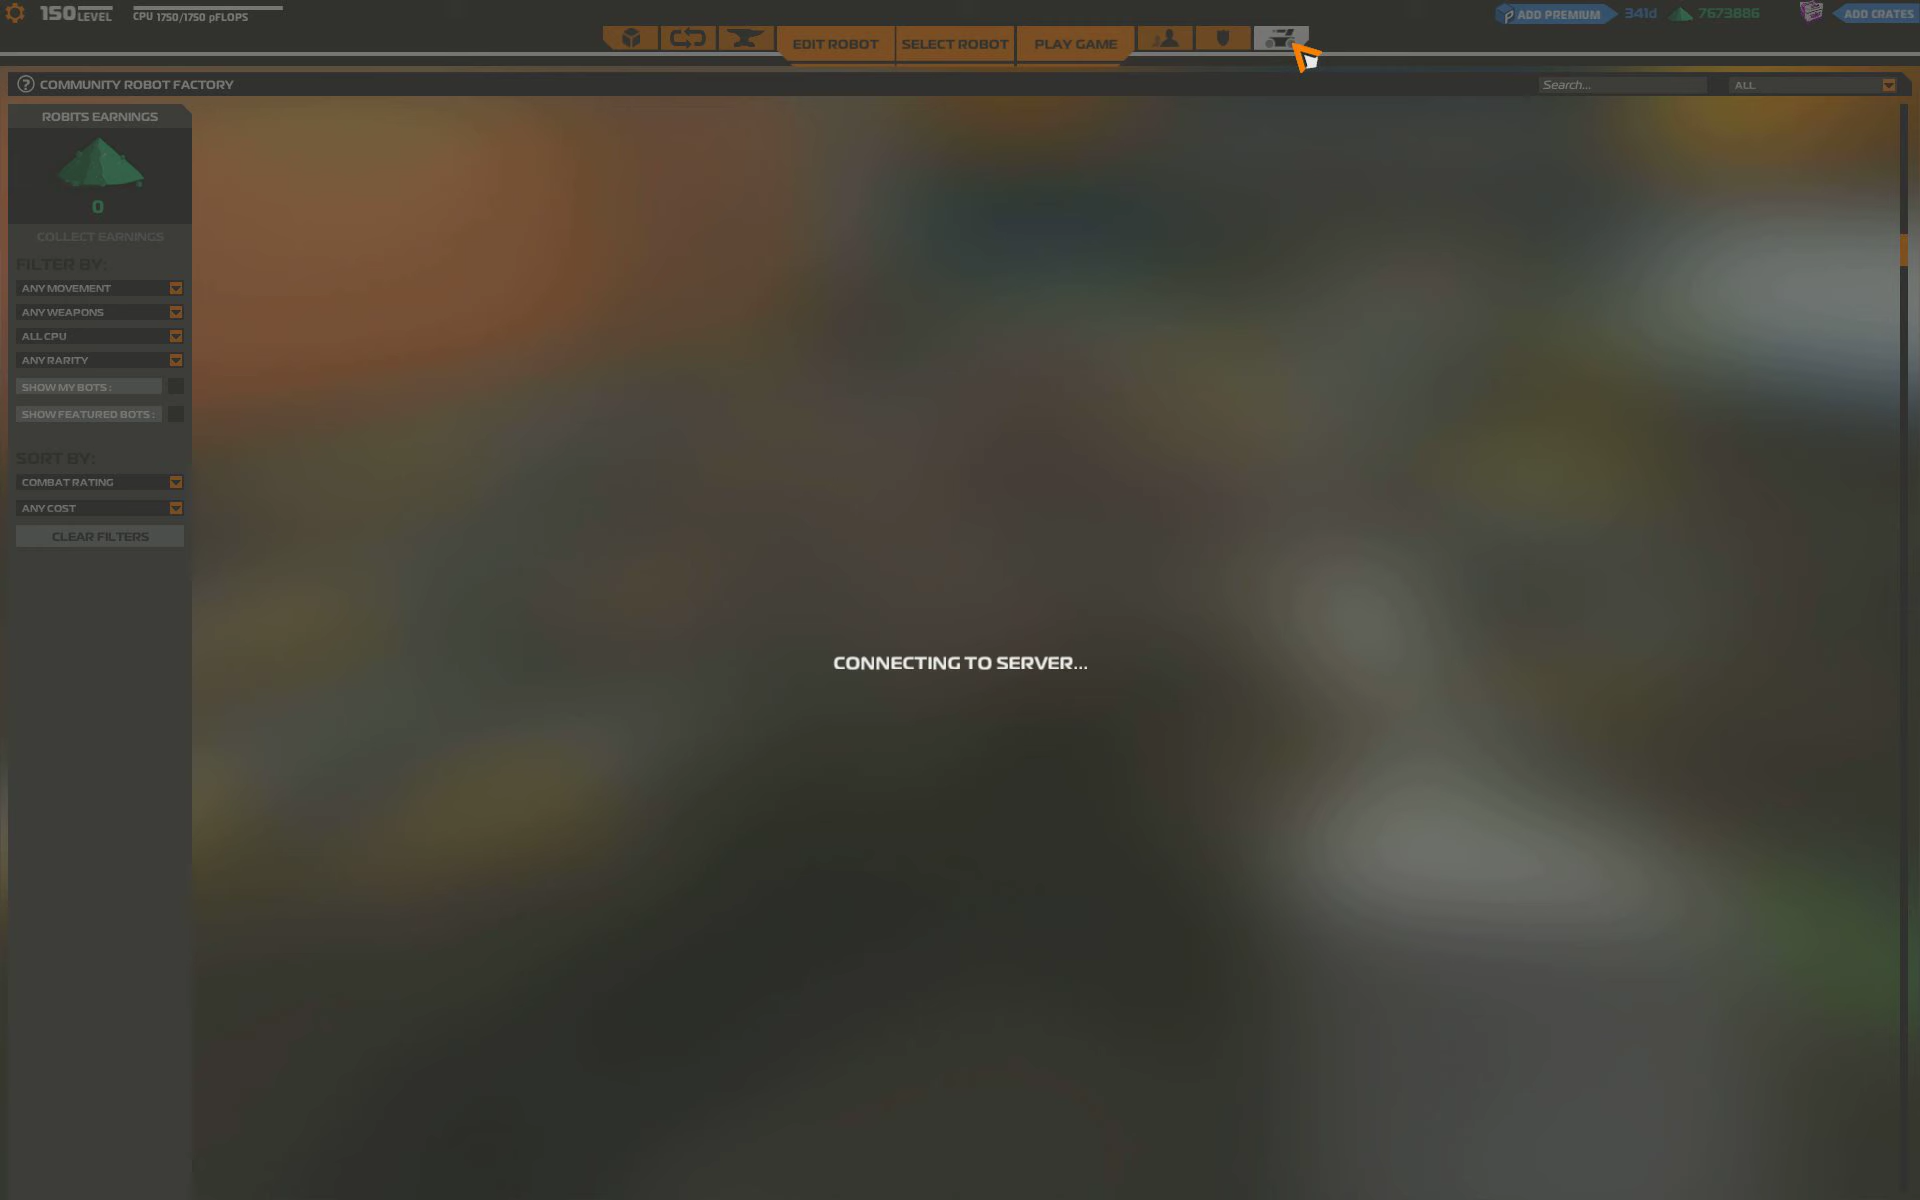 150 LEVEL
CPU 1750/1750 pFLOPS
ADD PREMIUM
341d
7673886
ADD CRATES
EDIT ROBOT
SELECT ROBOT
PLAY GAME
? COMMUNITY ROBOT FACTORY
Search...
ALL
ROBITS EARNINGS
0
COLLECT EARNINGS
FILTER BY:
ANY MOVEMENT
ANY WEAPONS
ALL CPU
ANY RARITY
SHOW MY BOTS :
SHOW FEATURED BOTS :
SORT BY:
COMBAT RATING
ANY COST
CLEAR FILTERS
CONNECTING TO SERVER...